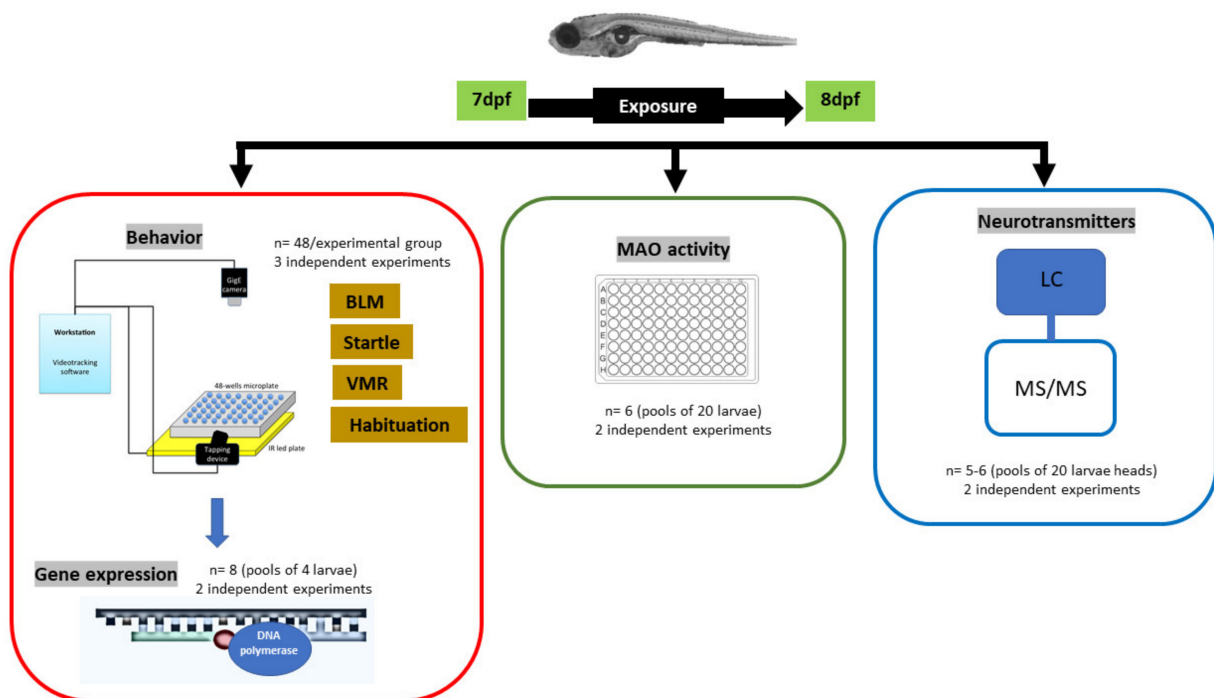 7dpf
Exposure
8dpf
Behavior
n= 48/experimental group
3 independent experiments
GigE
camera
BLM
Startle
VMR
Habituation
Workstation
Videotracking
software
48-wells microplate
Tapping
device
IR led plate
Gene expression
n= 8 (pools of 4 larvae)
2 independent experiments
DNA
polymerase
MAO activity
A
B
C
D
E
F
G
H
n= 6 (pools of 20 larvae)
2 independent experiments
Neurotransmitters
LC
MS/MS
n= 5-6 (pools of 20 larvae heads)
2 independent experiments